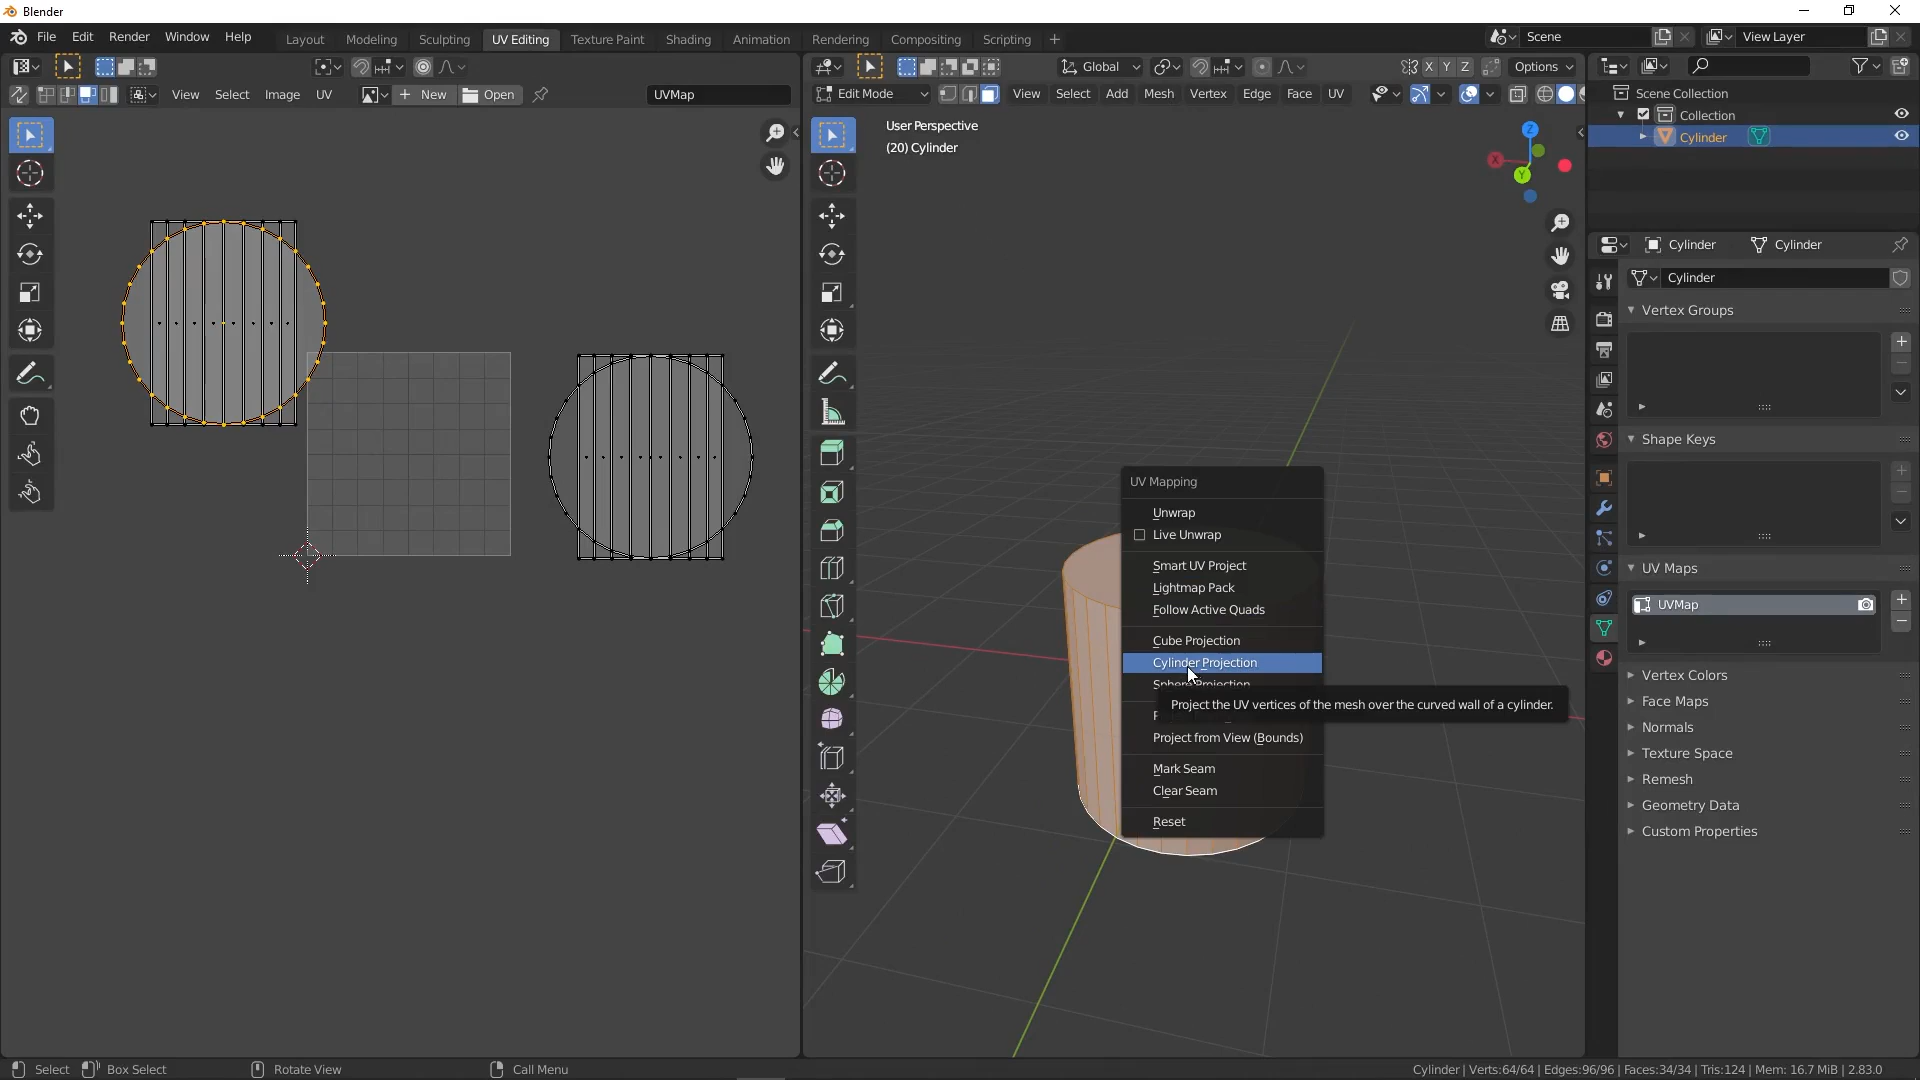 Blender
File Edit Render Window Help
Layout Modeling Sculpting UV Editing Texture Paint Shading Animation Rendering Compositing Scripting +
Scene
View Layer
Global
X Y Z
Options
View Select Image UV
New
Open
UVMap
Edit Mode
View Select Add Mesh Vertex Edge Face UV
User Perspective
(20) Cylinder
Z
X
Y
Scene Collection
Collection
Cylinder
Cylinder
Cylinder
Cylinder
Vertex Groups
Shape Keys
UV Maps
UVMap
Vertex Colors
Face Maps
Normals
Texture Space
Remesh
Geometry Data
Custom Properties
UV Mapping
Unwrap
Live Unwrap
Smart UV Project
Lightmap Pack
Follow Active Quads
Cube Projection
Cylinder Projection
Sphere Projection
Project the UV vertices of the mesh over the curved wall of a cylinder.
Project from View (Bounds)
Mark Seam
Clear Seam
Reset
Select
Box Select
Rotate View
Call Menu
Cylinder | Verts:64/64 | Edges:96/96 | Faces:34/34 | Tris:124 | Mem: 16.7 MiB | 2.83.0